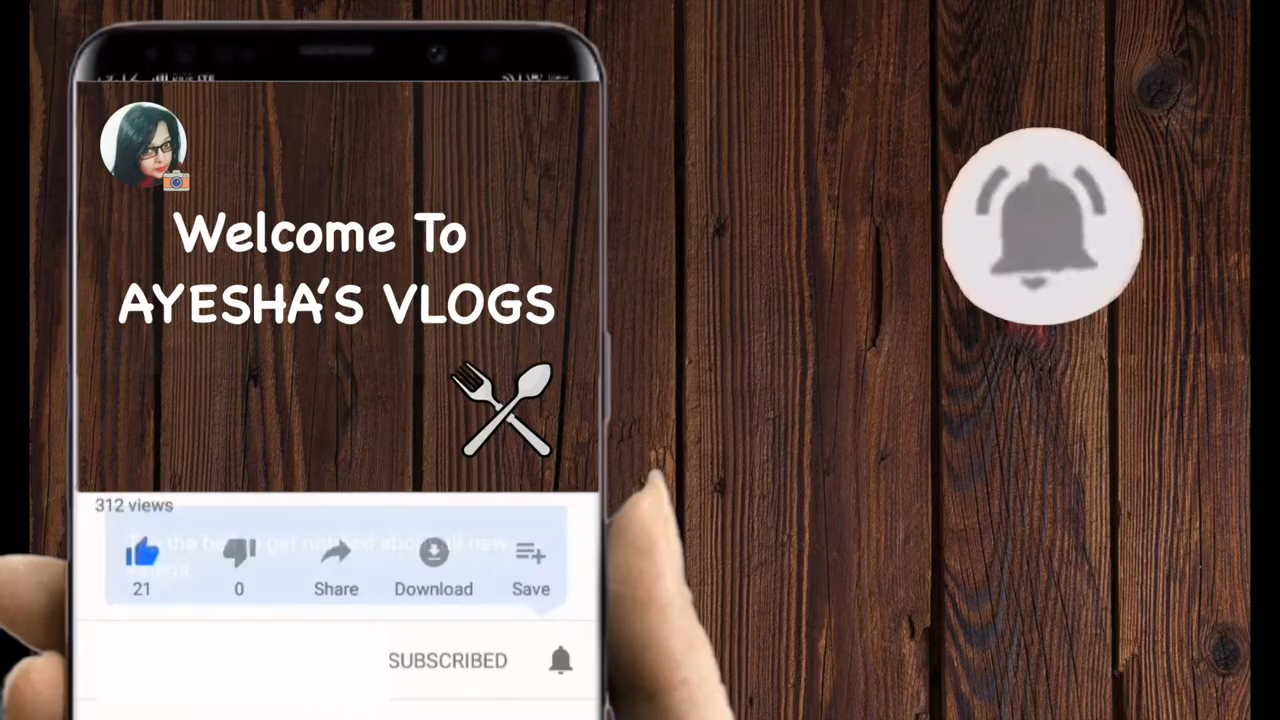 Welcome To
AYESHA'S VLOGS
312 views
21
0
Share
Download
Save
SUBSCRIBED